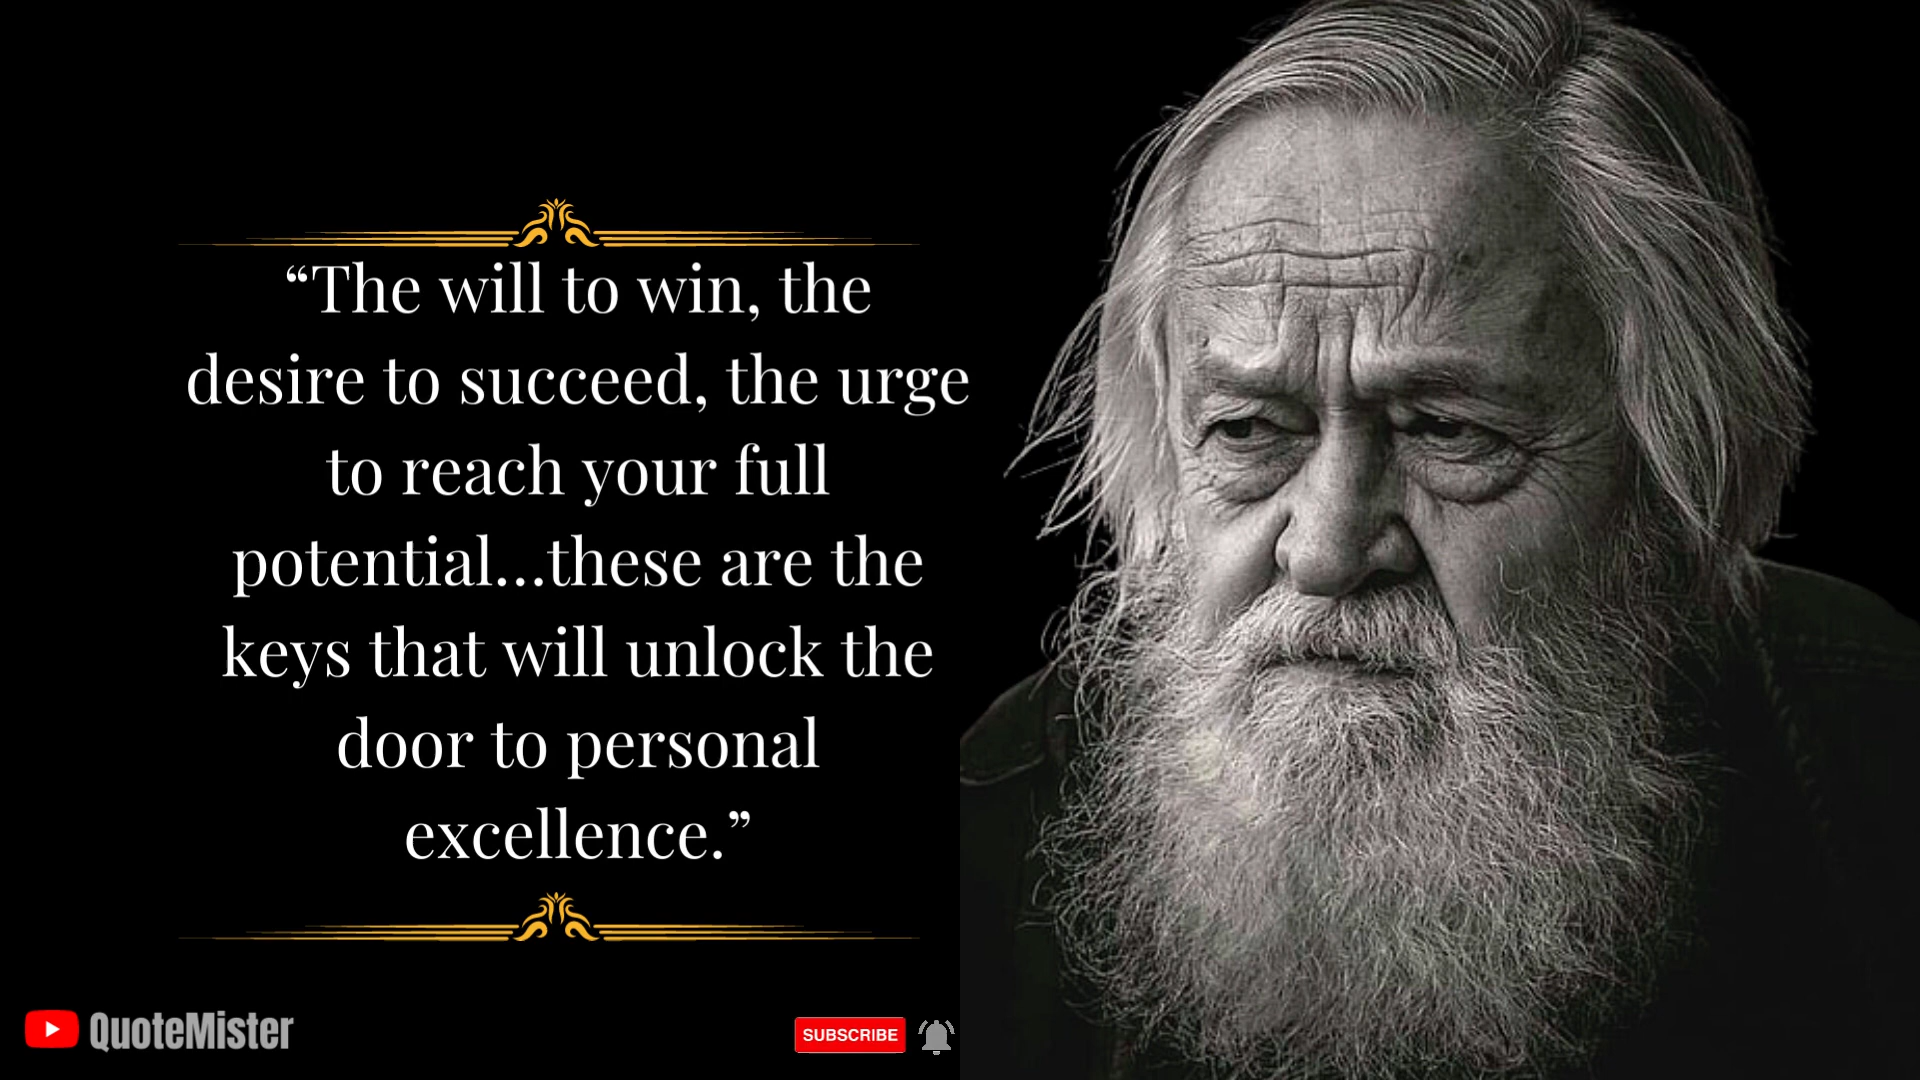 “The will to win, the
desire to succeed, the urge
to reach your full
potential...these are the
keys that will unlock the
door to personal
excellence.”
QuoteMister
SUBSCRIBE